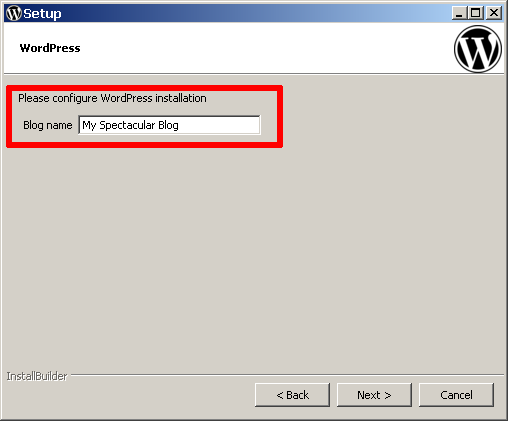 Setup
WordPress
Please configure WordPress installation
Blog name My Spectacular Blog
InstallBuilder
< Back Next > Cancel